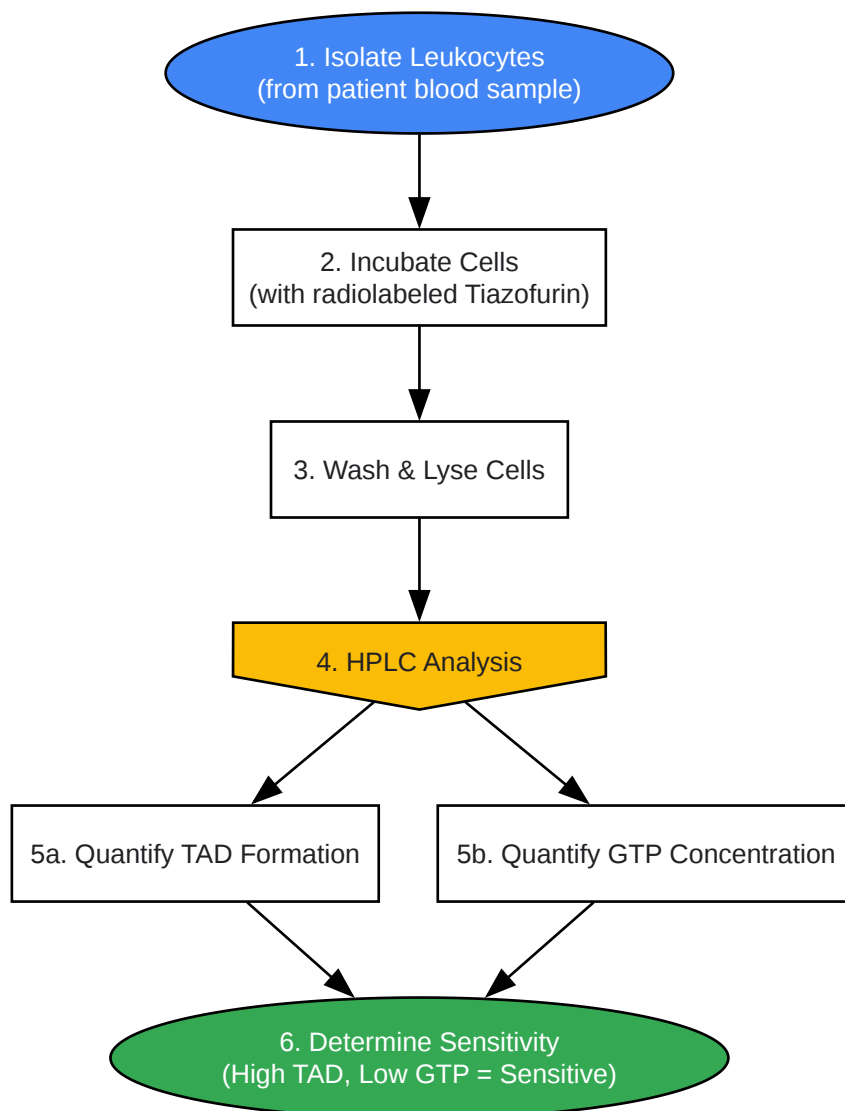 1. Isolate Leukocytes
(from patient blood sample)
2. Incubate Cells
(with radiolabeled Tiazofurin)
3. Wash & Lyse Cells
4. HPLC Analysis
5a. Quantify TAD Formation
5b. Quantify GTP Concentration
6. Determine Sensitivity
(High TAD, Low GTP = Sensitive)